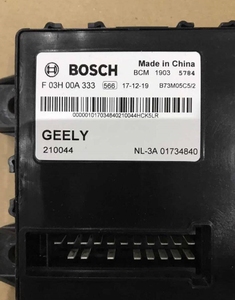 Made in China
BOSCH BCM 1903 5784
F 03H 00A 333 566 17-12-19 B73M05C5/2
000001017034840210044HCK5LR
GEELY
210044 NL-3A 01734840